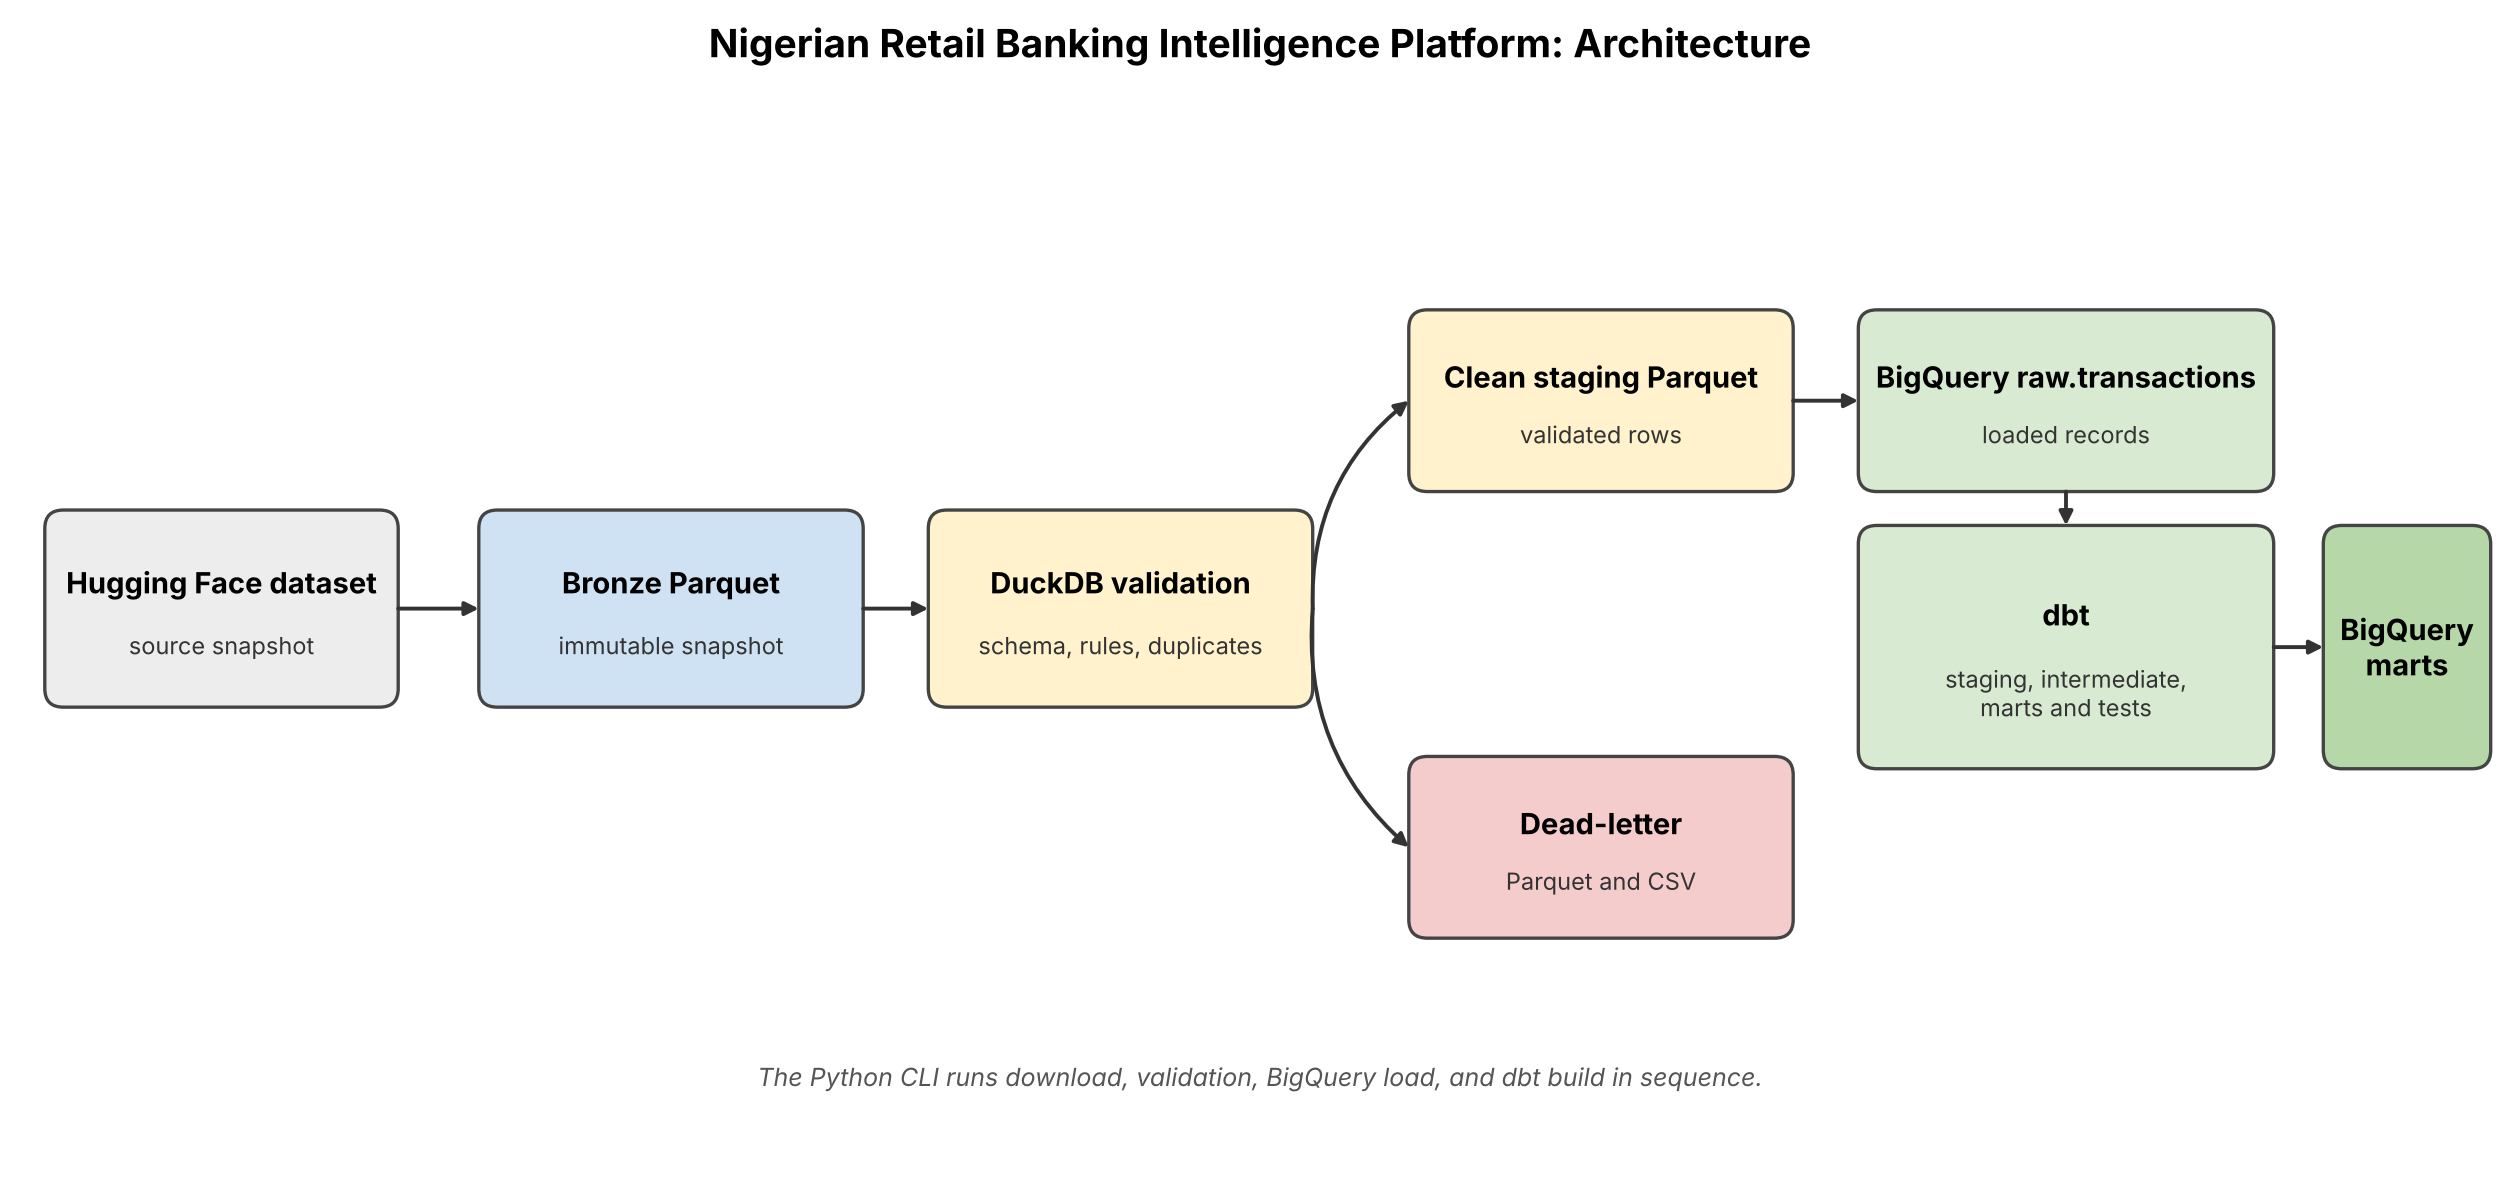 Nigerian Retail Banking Intelligence Platform: Architecture
Hugging Face dataset
source snapshot
Bronze Parquet
immutable snapshot
DuckDB validation
schema, rules, duplicates
Clean staging Parquet
validated rows
Dead-letter
Parquet and CSV
BigQuery raw.transactions
loaded records
dbt
staging, intermediate,
marts and tests
BigQuery
marts
The Python CLI runs download, validation, BigQuery load, and dbt build in sequence.